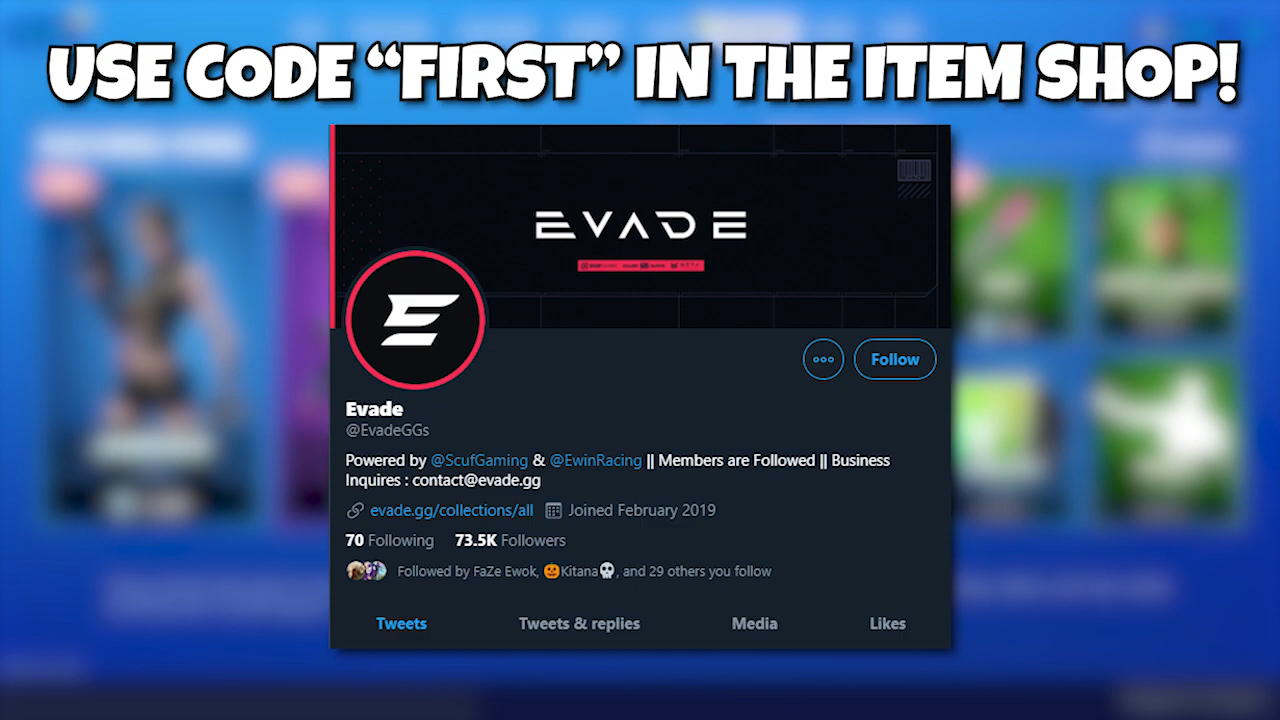 USE CODE “FIRST” IN THE ITEM SHOP!
EVADE
Follow
Evade
@EvadeGGs
Powered by @ScufGaming & @EwinRacing || Members are Followed || Business
Inquires : contact@evade.gg
evade.gg/collections/all Joined February 2019
70 Following 73.5K Followers
Followed by FaZe Ewok, 🎃Kitana💀, and 29 others you follow
Tweets Tweets & replies Media Likes